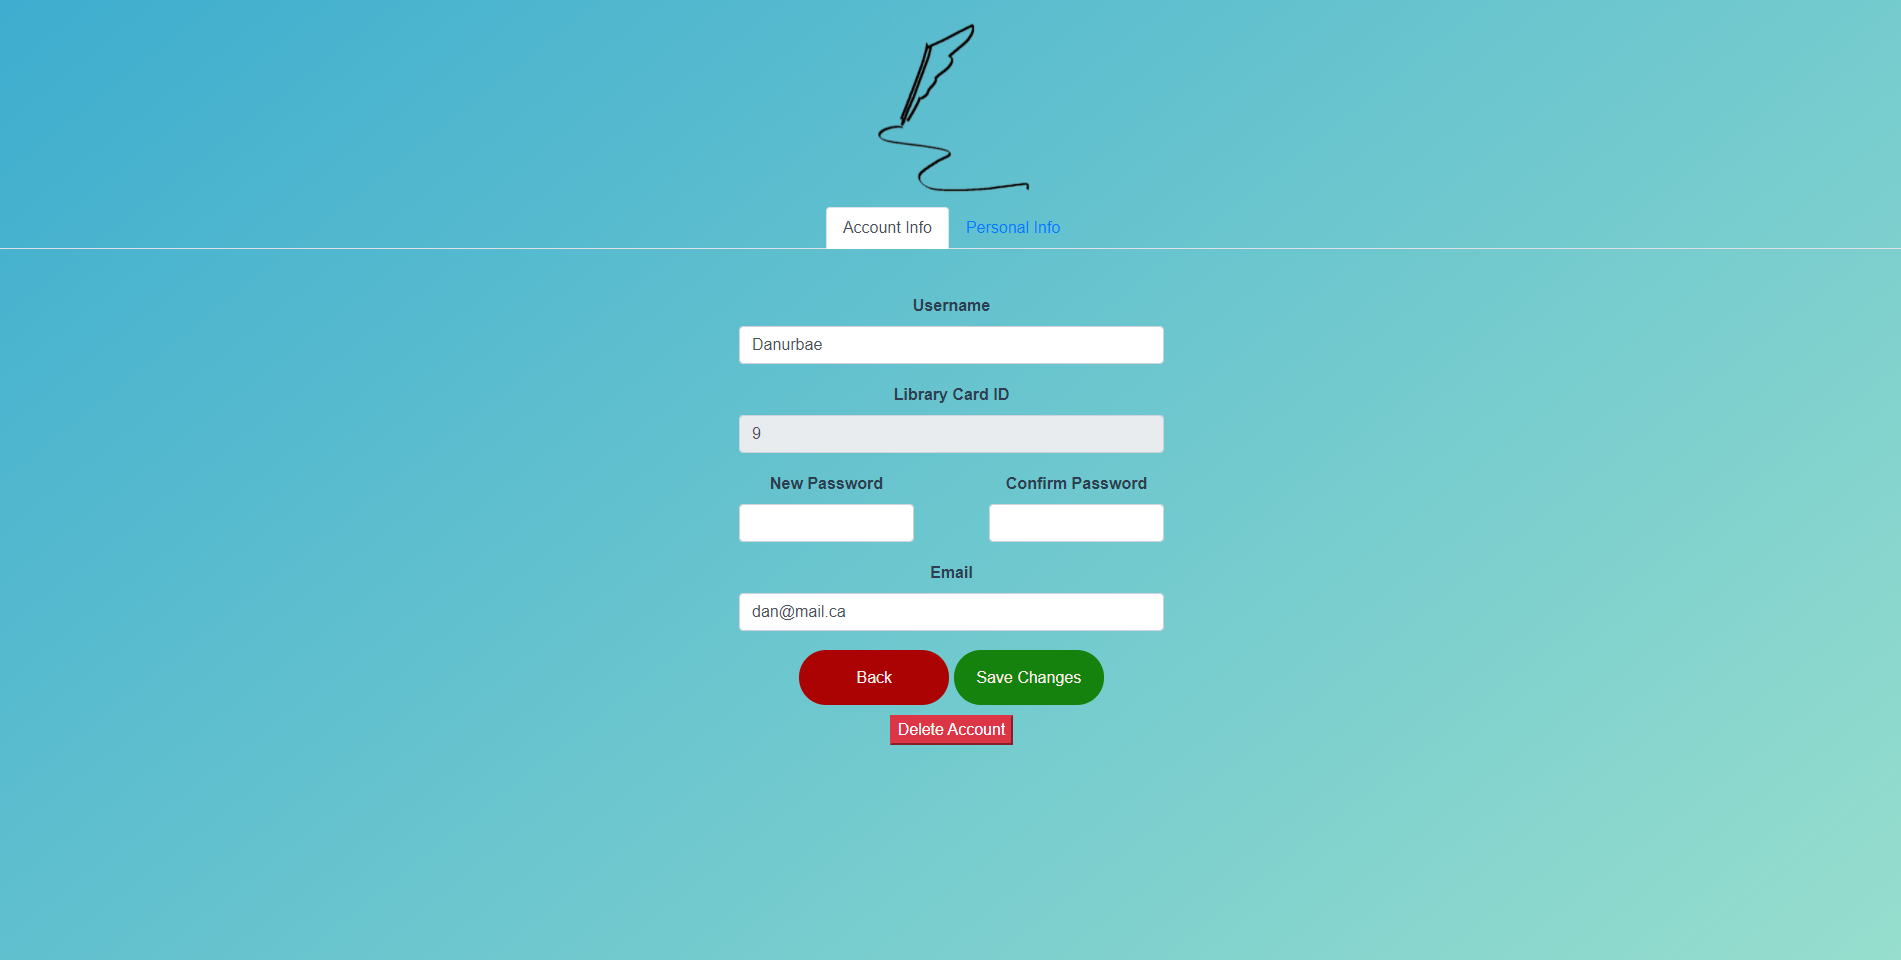 Account Info Personal Info
Username
Danurbae
Library Card ID
9
New Password Confirm Password
Email
dan@mail.ca
Back Save Changes
Delete Account